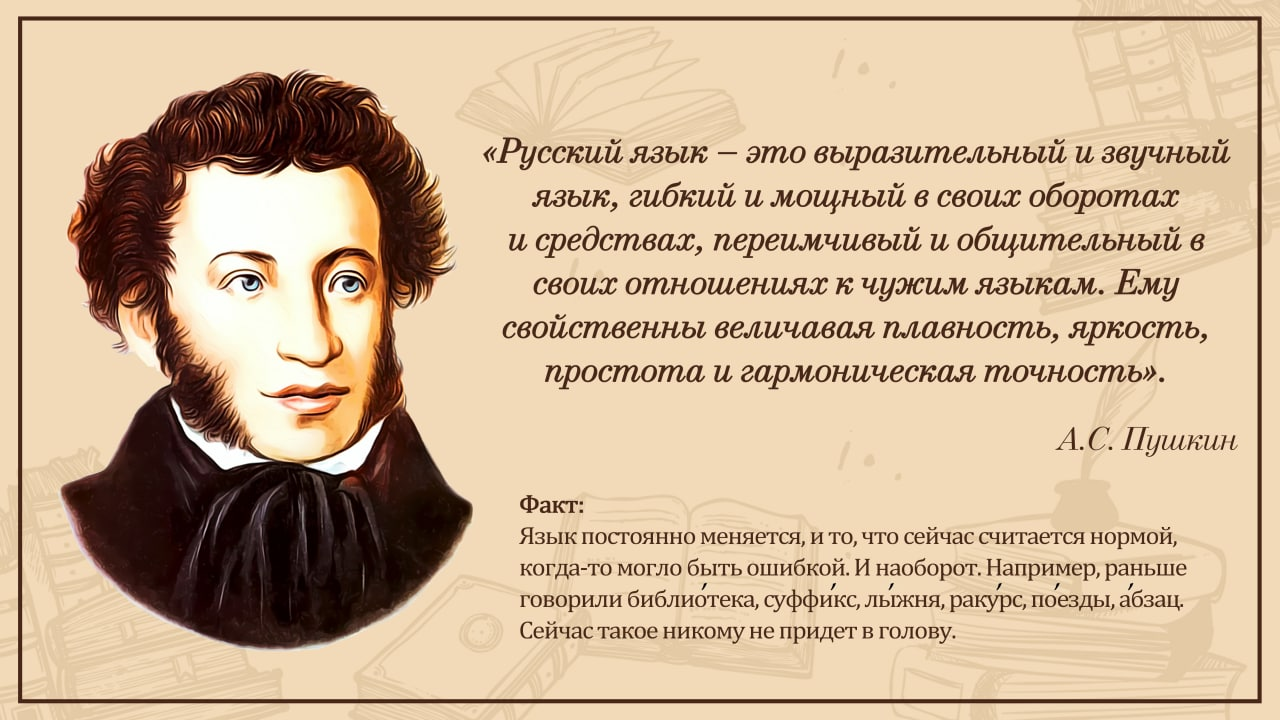 «Русский язык – это выразительный и звучный
язык, гибкий и мощный в своих оборотах
и средствах, переимчивый и общительный в
своих отношениях к чужим языкам. Ему
свойственны величавая плавность, яркость,
простота и гармоническая точность».
А.С. Пушкин
Факт:
Язык постоянно меняется, и то, что сейчас считается нормой,
когда-то могло быть ошибкой. И наоборот. Например, раньше
говорили библио́тека, суффи́кс, лы́жня, раку́рс, по́езды, а́бзац.
Сейчас такое никому не придет в голову.